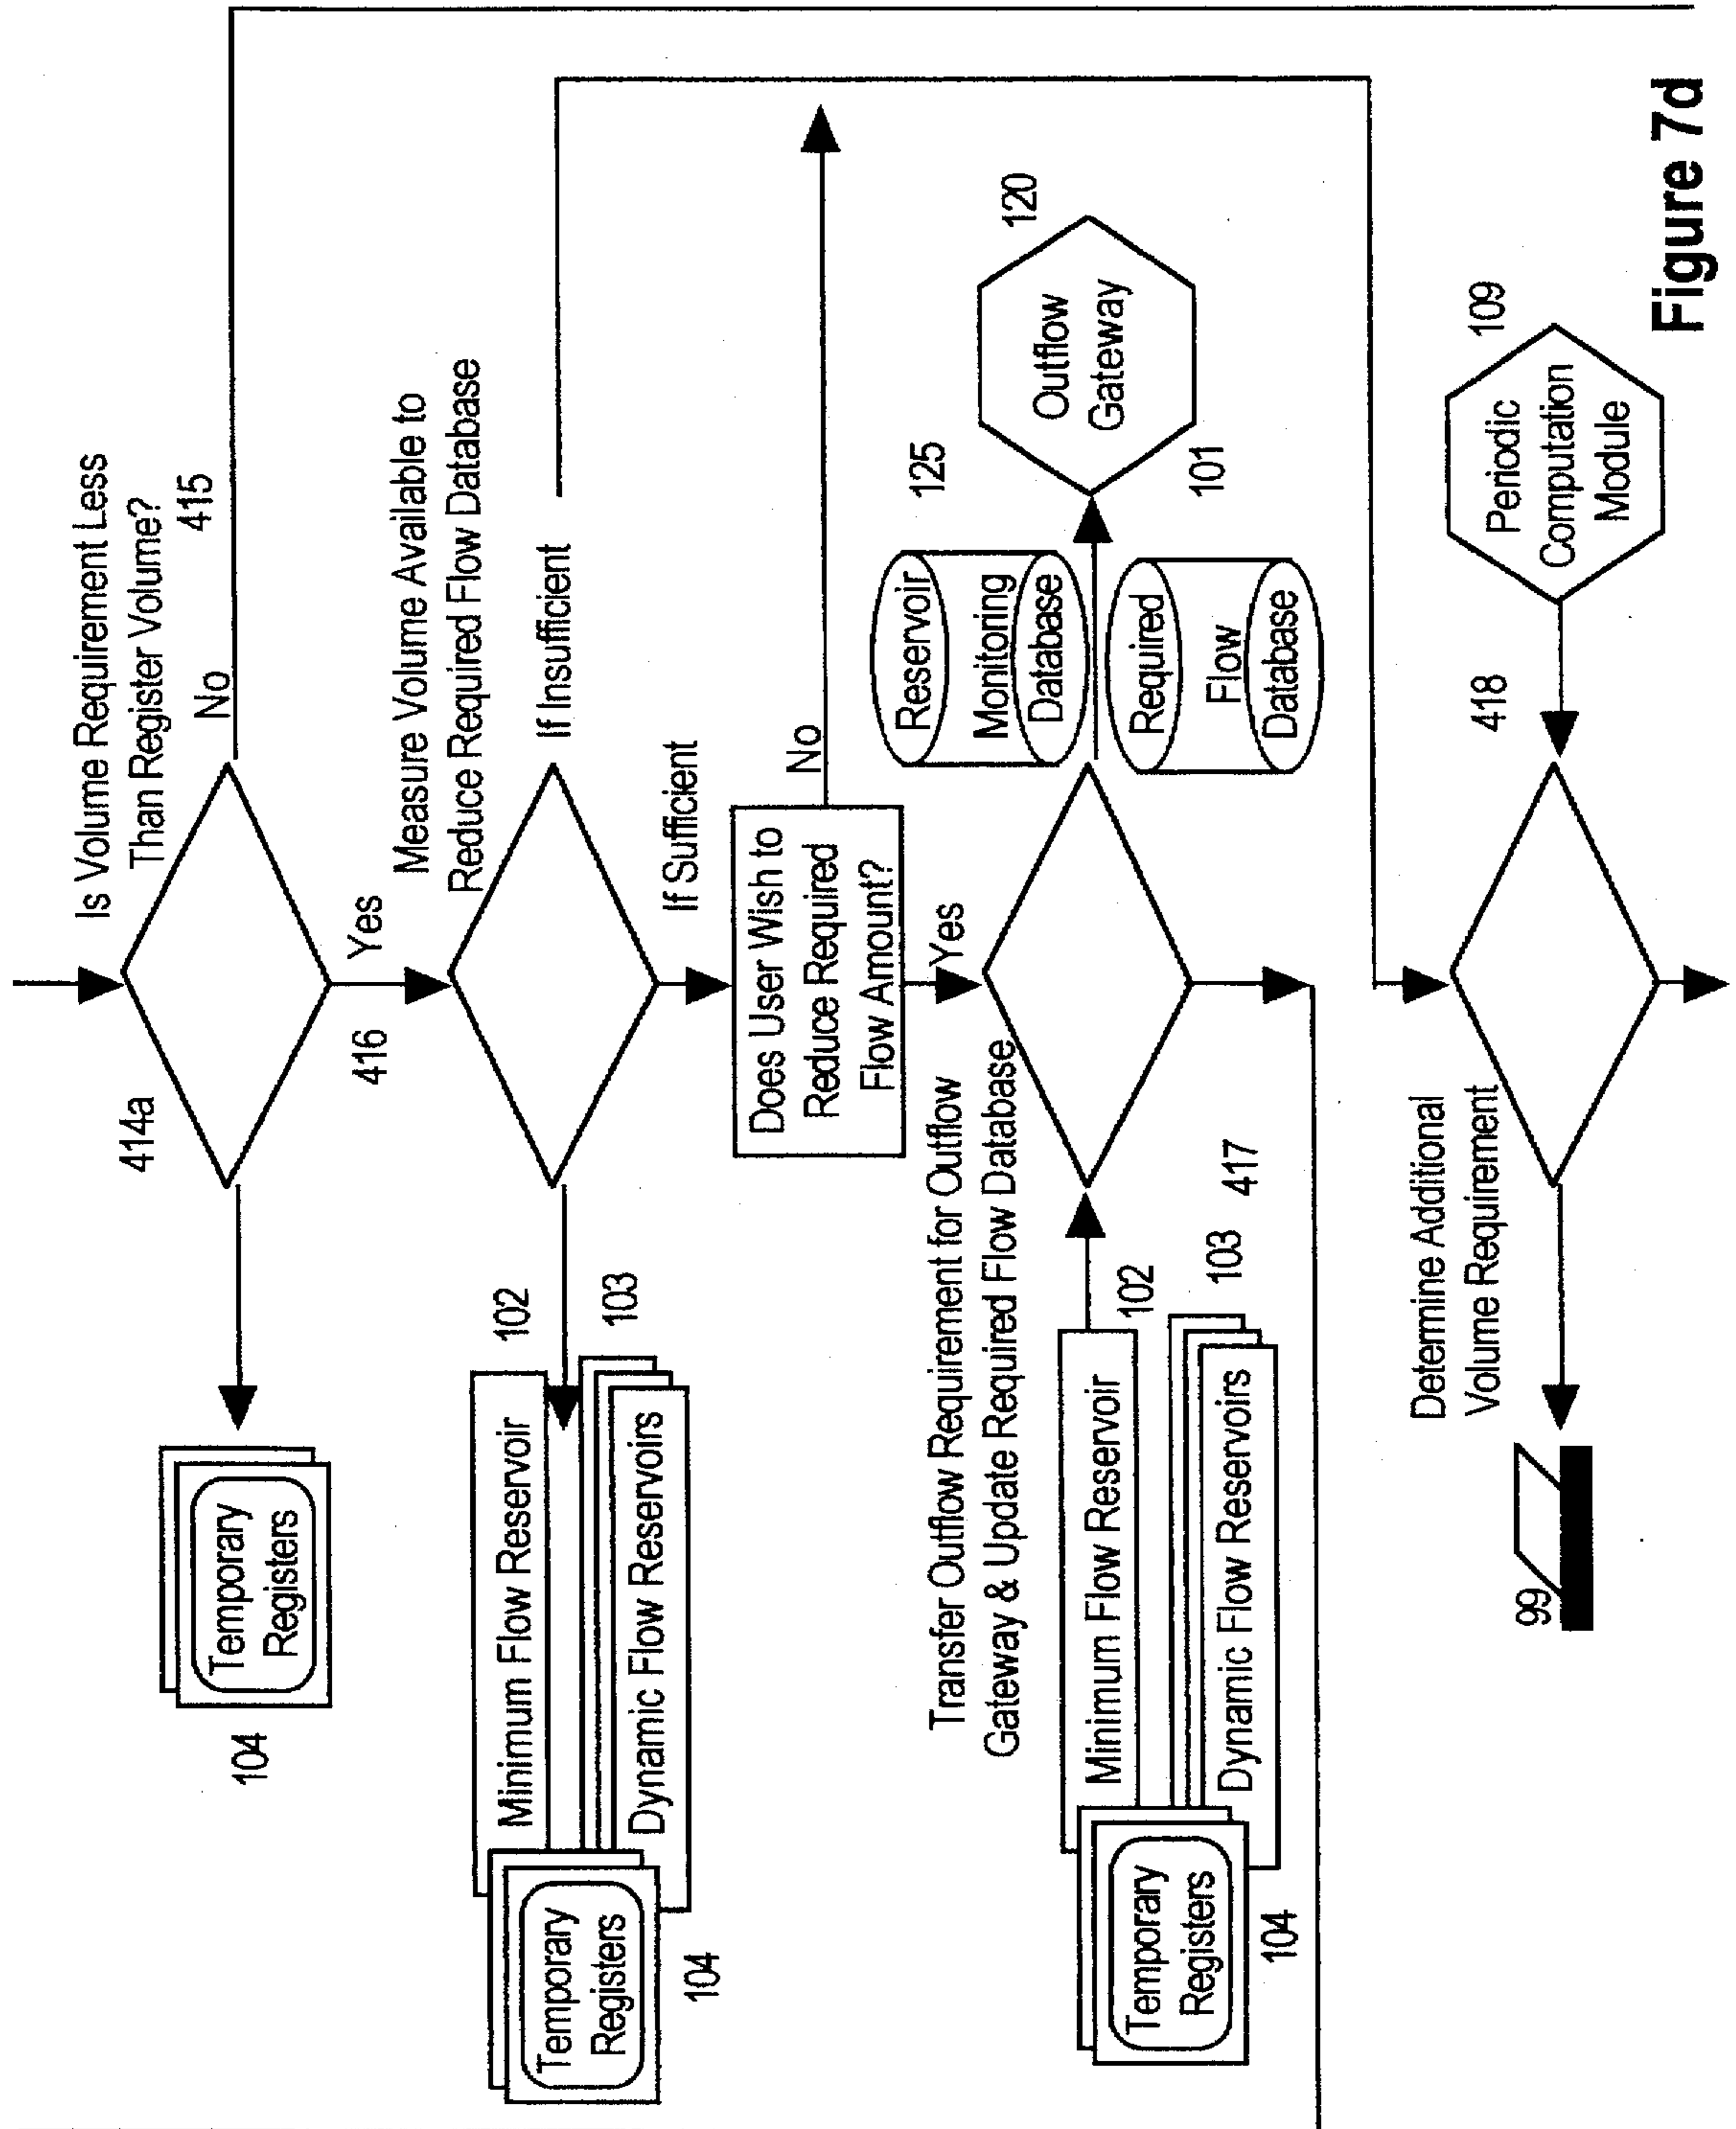 Is Volume Requirement Less
Than Register Volume?
414a
No
415
Temporary
Registers
104
Yes
416
Measure Volume Available to
Reduce Required Flow Database
If Insufficient
Minimum Flow Reservoir
102
103
Dynamic Flow Reservoirs
Temporary
Registers
104
If Sufficient
Does User Wish to
Reduce Required
Flow Amount?
No
Yes
Transfer Outflow Requirement for Outflow
Gateway & Update Required Flow Database
Reservoir
Monitoring
Database
125
Outflow
Gateway
120
Required
Flow
Database
101
Minimum Flow Reservoir
102
103
Dynamic Flow Reservoirs
Temporary
Registers
104
417
Determine Additional
Volume Requirement
418
Periodic
Computation
Module
109
99
Figure 7d